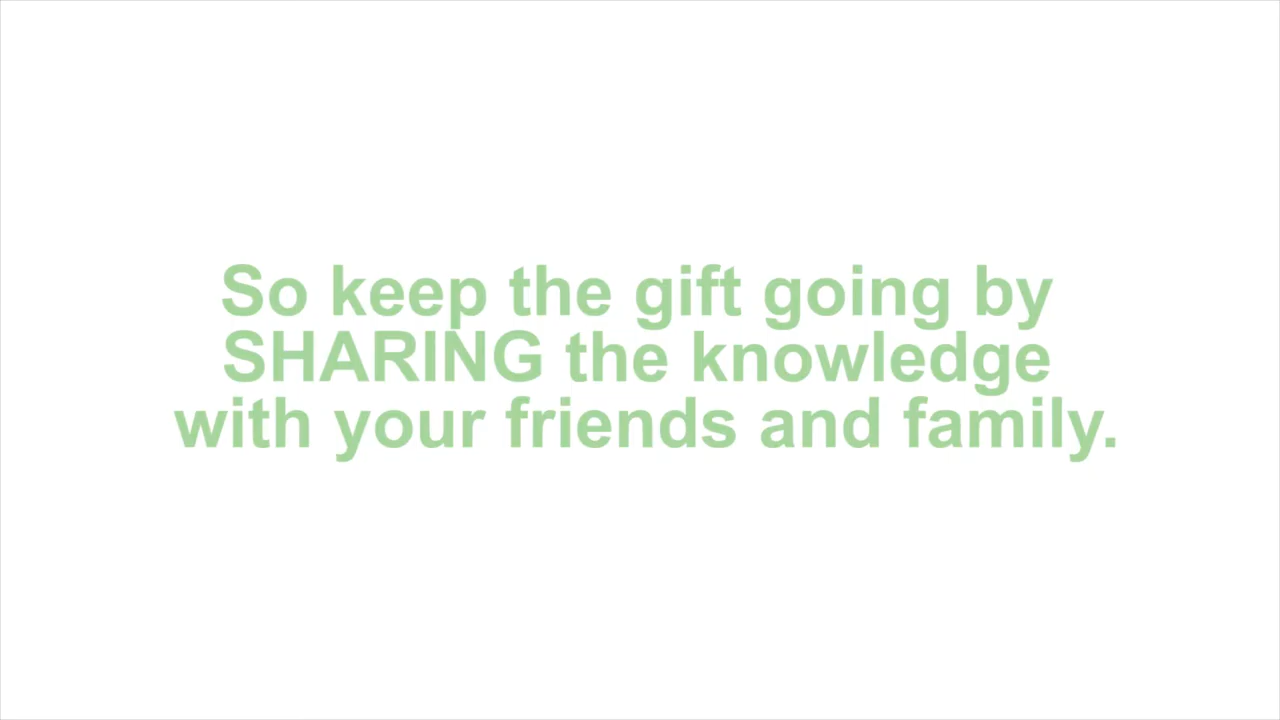 So keep the gift going by
SHARING the knowledge
with your friends and family.